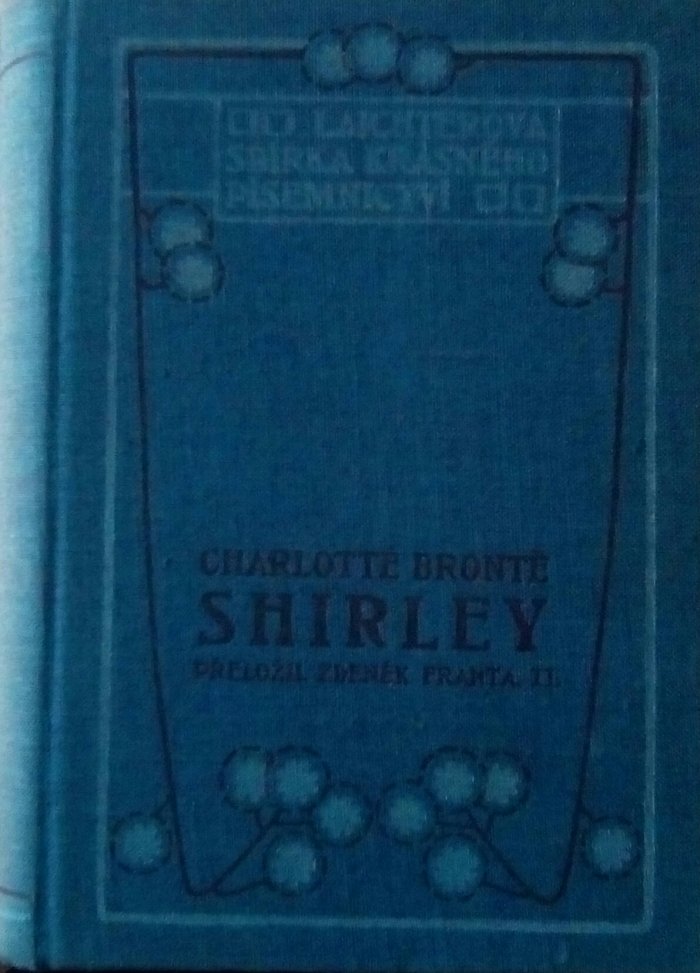 LAICHTEROVA
SBÍRKA KRÁSNÉHO
PÍSEMNICTVÍ
CHARLOTTE BRONTË
SHIRLEY
PŘELOŽIL ZDENĚK FRANTA. II.